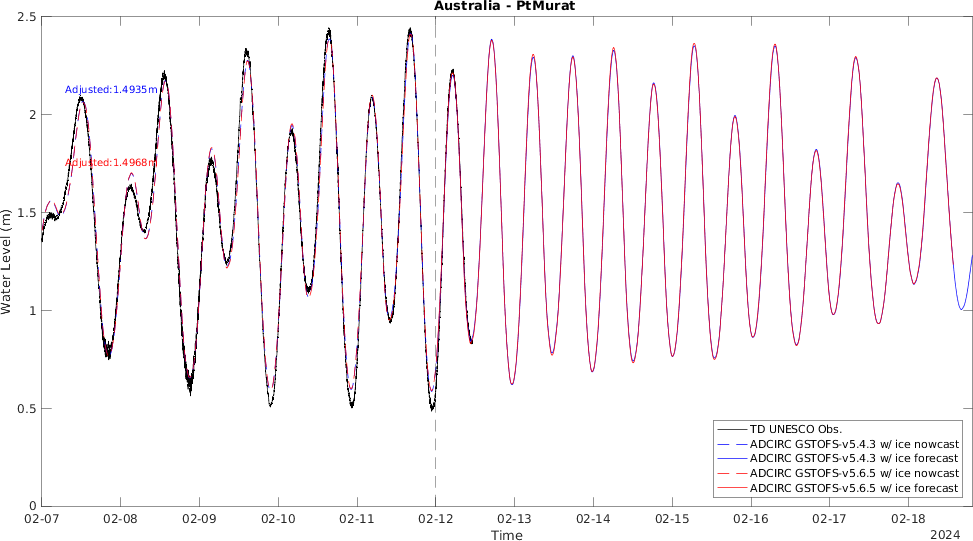 Australia - PtMurat
2.5
2
1.5
1
0.5
0
Water Level (m)
Adjusted:1.4935m
Adjusted:1.4968m
TD UNESCO Obs.
ADCIRC GSTOFS-v5.4.3 w/ ice nowcast
ADCIRC GSTOFS-v5.4.3 w/ ice forecast
ADCIRC GSTOFS-v5.6.5 w/ ice nowcast
ADCIRC GSTOFS-v5.6.5 w/ ice forecast
02-07 02-08 02-09 02-10 02-11 02-12 02-13 02-14 02-15 02-16 02-17 02-18
Time
2024